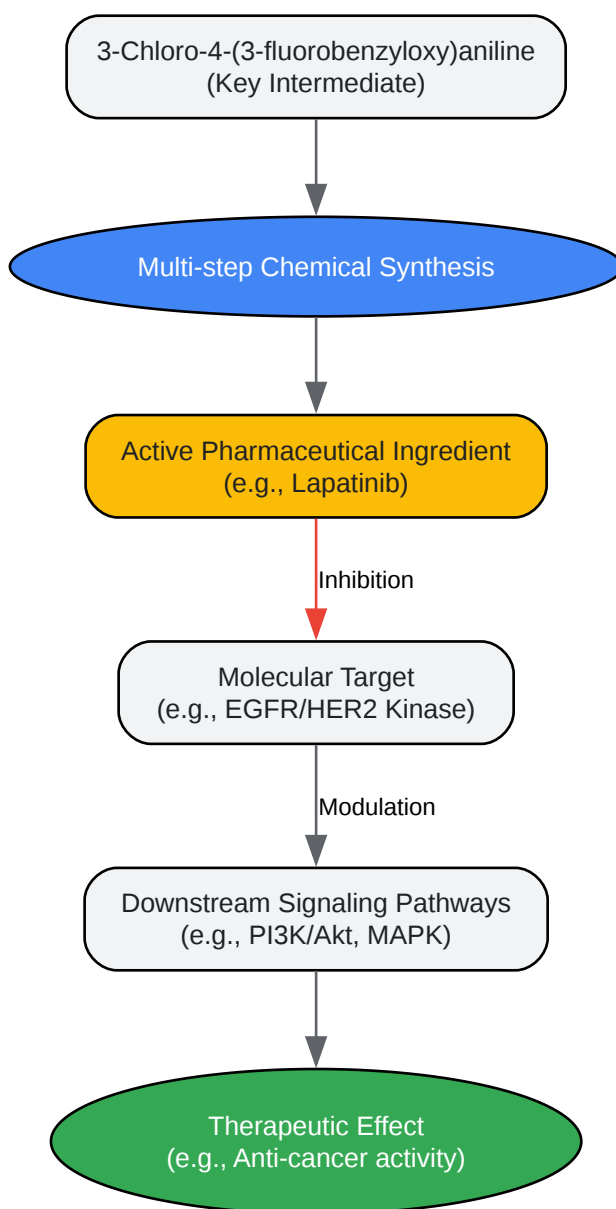 3-Chloro-4-(3-fluorobenzyloxy)aniline
(Key Intermediate)
Multi-step Chemical Synthesis
Active Pharmaceutical Ingredient
(e.g., Lapatinib)
Inhibition
Molecular Target
(e.g., EGFR/HER2 Kinase)
Modulation
Downstream Signaling Pathways
(e.g., PI3K/Akt, MAPK)
Therapeutic Effect
(e.g., Anti-cancer activity)